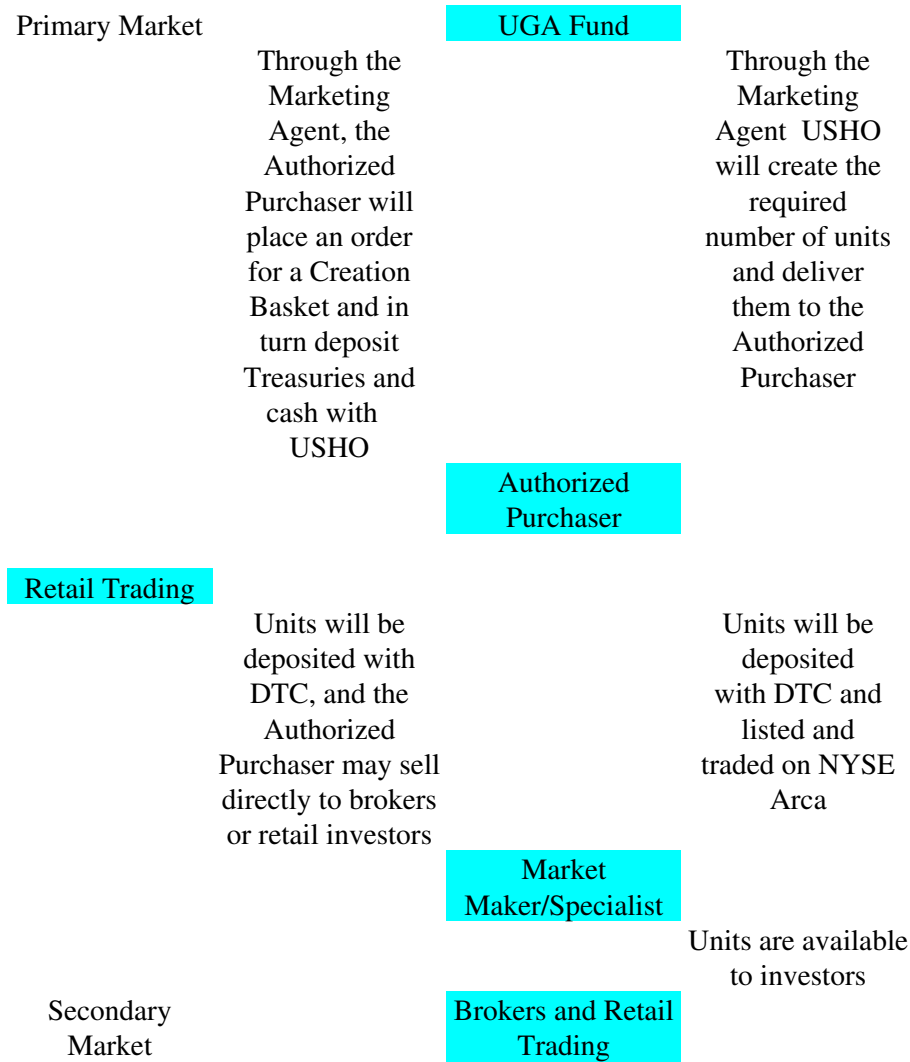 Primary Market
UGA Fund
Through the
Marketing
Agent, the
Authorized
Purchaser will
place an order
for a Creation
Basket and in
turn deposit
Treasuries and
cash with
USHO
Through the
Marketing
Agent USHO
will create the
required
number of units
and deliver
them to the
Authorized
Purchaser
Authorized
Purchaser
Retail Trading
Units will be
deposited with
DTC, and the
Authorized
Purchaser may sell
directly to brokers
or retail investors
Units will be
deposited
with DTC and
listed and
traded on NYSE
Arca
Market
Maker/Specialist
Units are available
to investors
Secondary
Market
Brokers and Retail
Trading